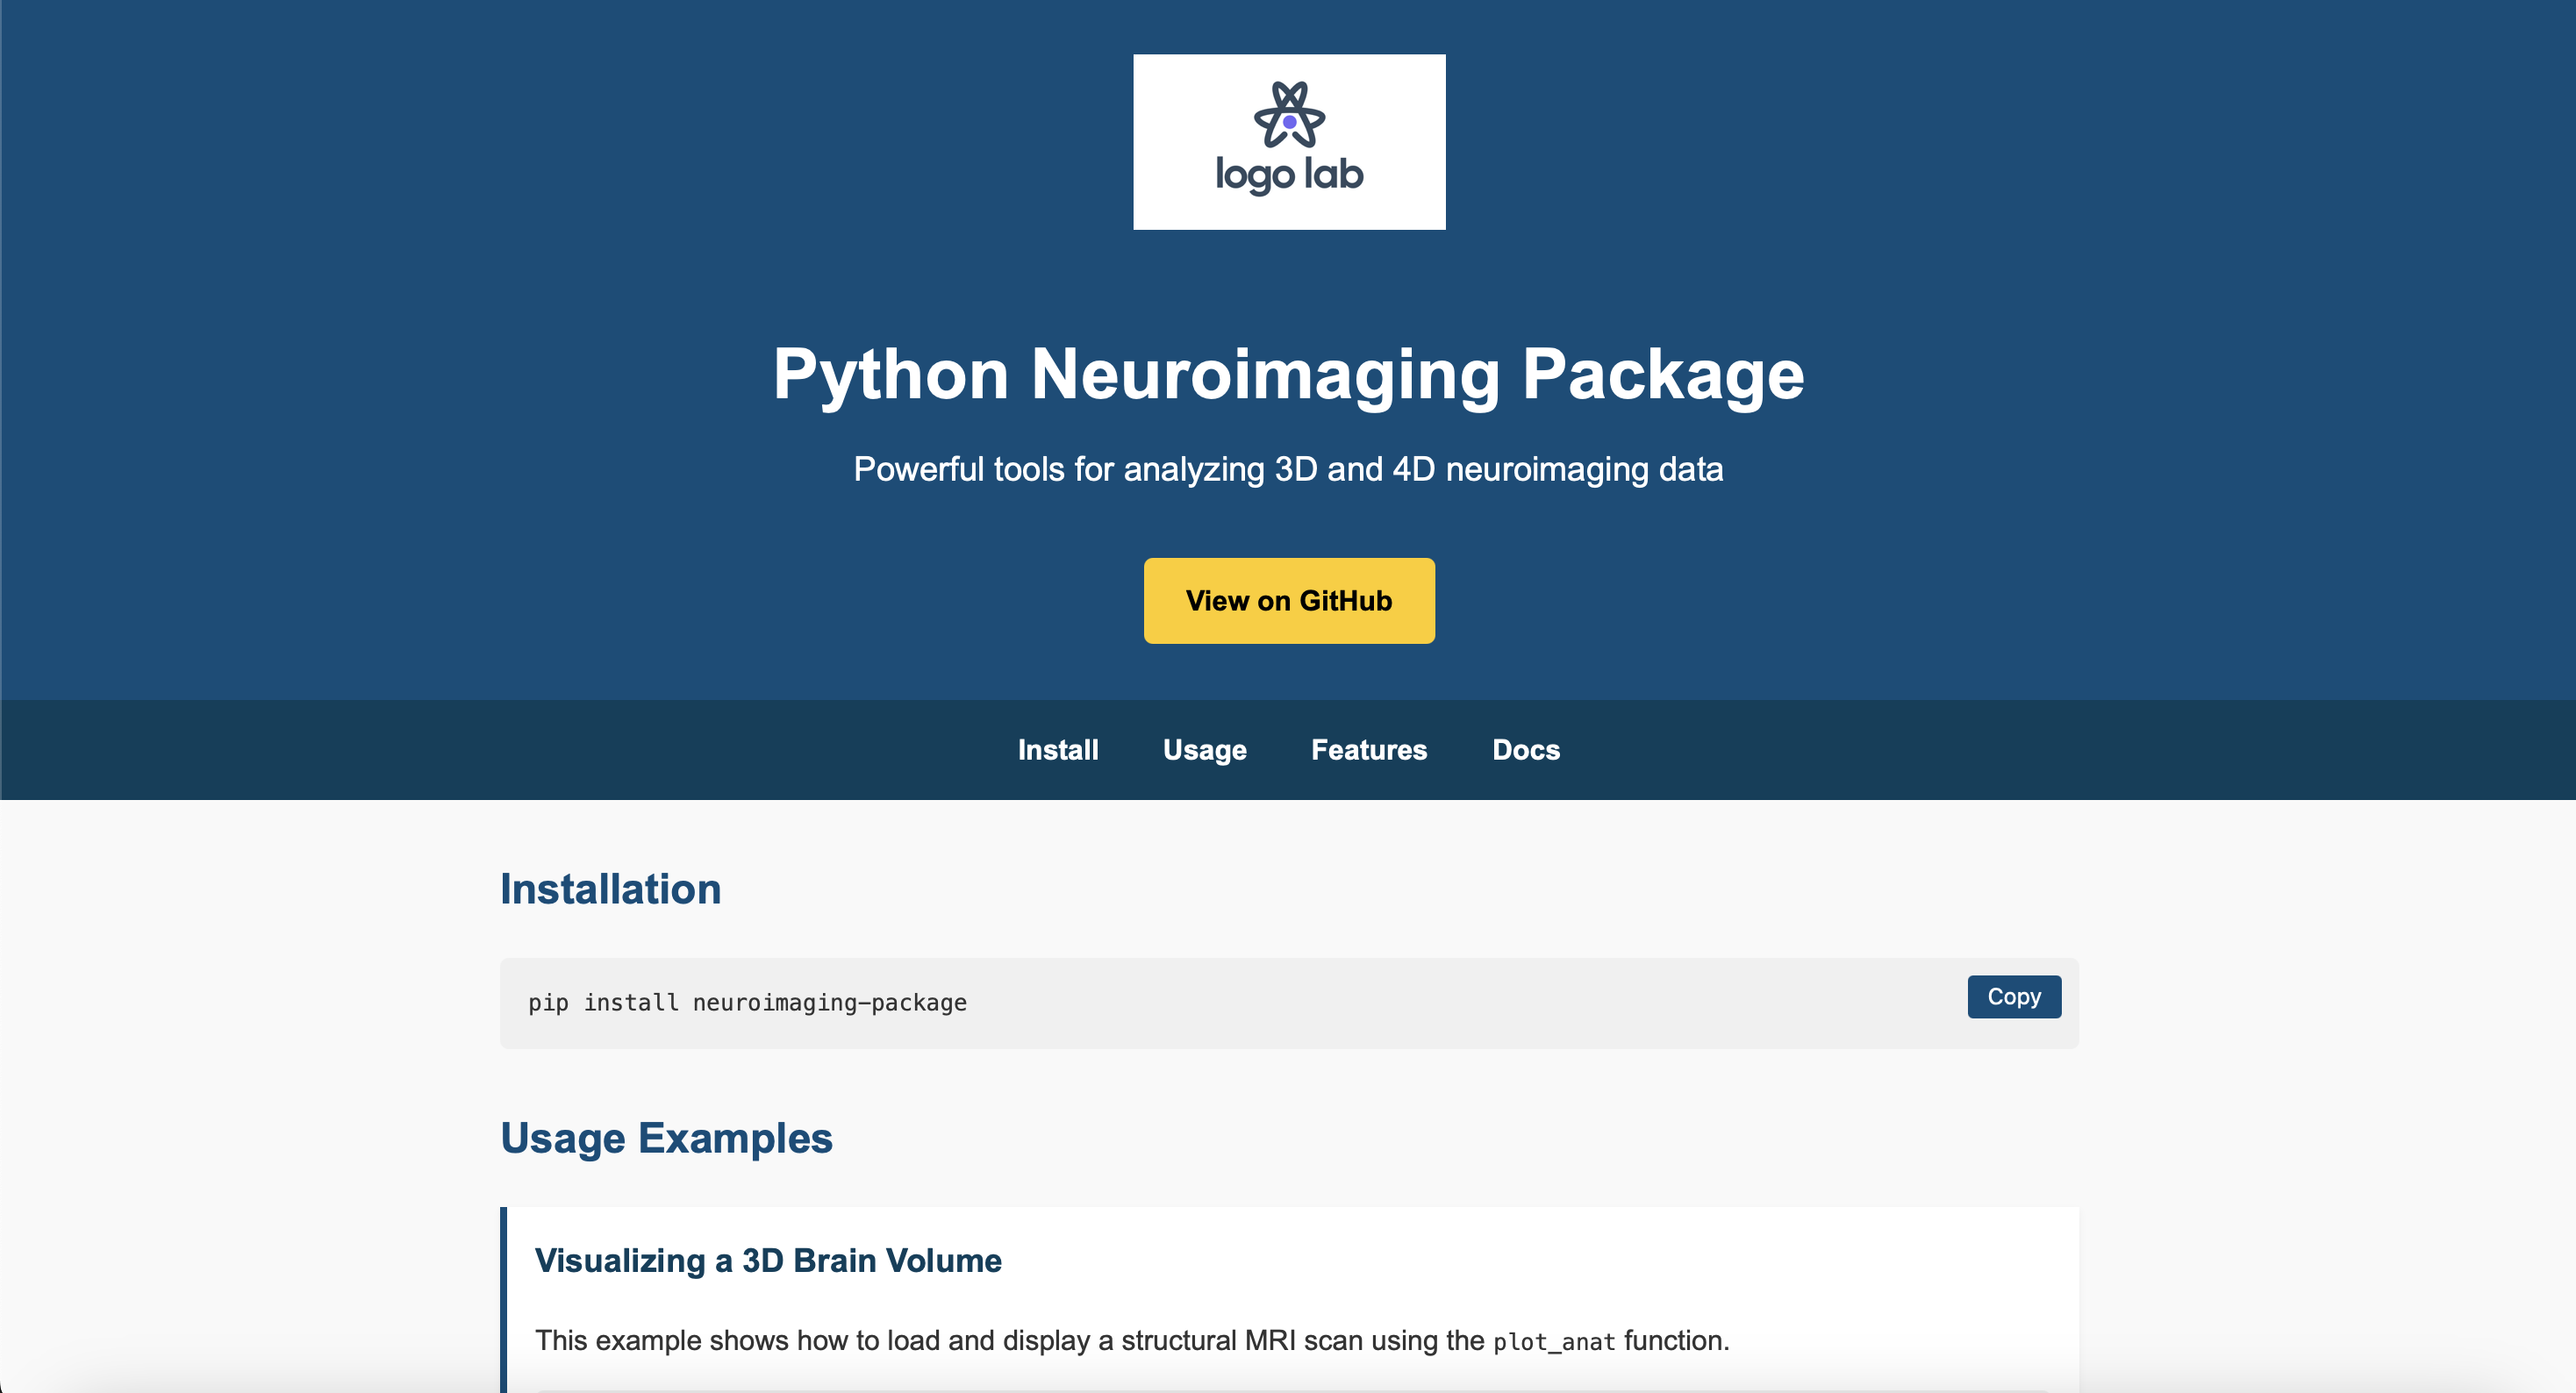 logo lab
Python Neuroimaging Package
Powerful tools for analyzing 3D and 4D neuroimaging data
View on GitHub
Install Usage Features Docs
Installation
pip install neuroimaging-package
Copy
Usage Examples
Visualizing a 3D Brain Volume
This example shows how to load and display a structural MRI scan using the plot_anat function.